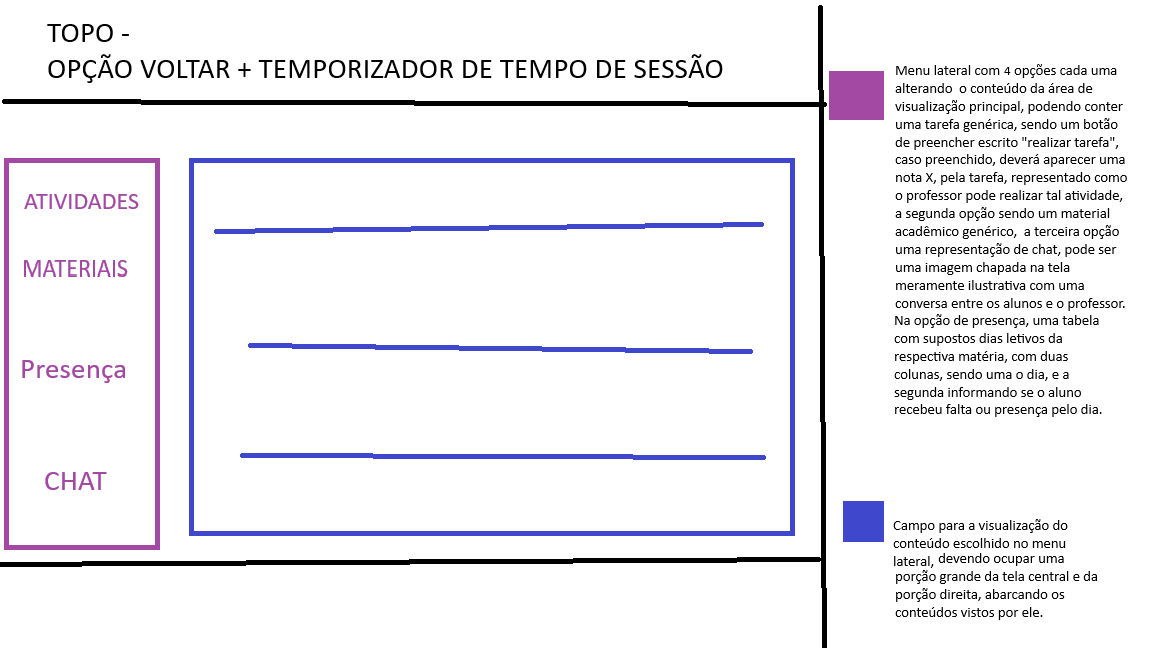 TOPO -
OPÇÃO VOLTAR + TEMPORIZADOR DE TEMPO DE SESSÃO
ATIVIDADES
MATERIAIS
Presença
CHAT
Menu lateral com 4 opções cada uma
alterando  o conteúdo da área de
visualização principal, podendo conter
uma tarefa genérica, sendo um botão
de preencher escrito "realizar tarefa",
caso preenchido, deverá aparecer uma
nota X, pela tarefa, representado como
o professor pode realizar tal atividade,
a segunda opção sendo um material
acadêmico genérico,  a terceira opção
uma representação de chat, pode ser
uma imagem chapada na tela
meramente ilustrativa com uma
conversa entre os alunos e o professor.
Na opção de presença, uma tabela
com supostos dias letivos da
respectiva matéria, com duas
colunas, sendo uma o dia, e a
segunda informando se o aluno
recebeu falta ou presença pelo dia.
Campo para a visualização do
conteúdo escolhido no menu
lateral, devendo ocupar uma
porção grande da tela central e da
porção direita, abarcando os
conteúdos vistos por ele.